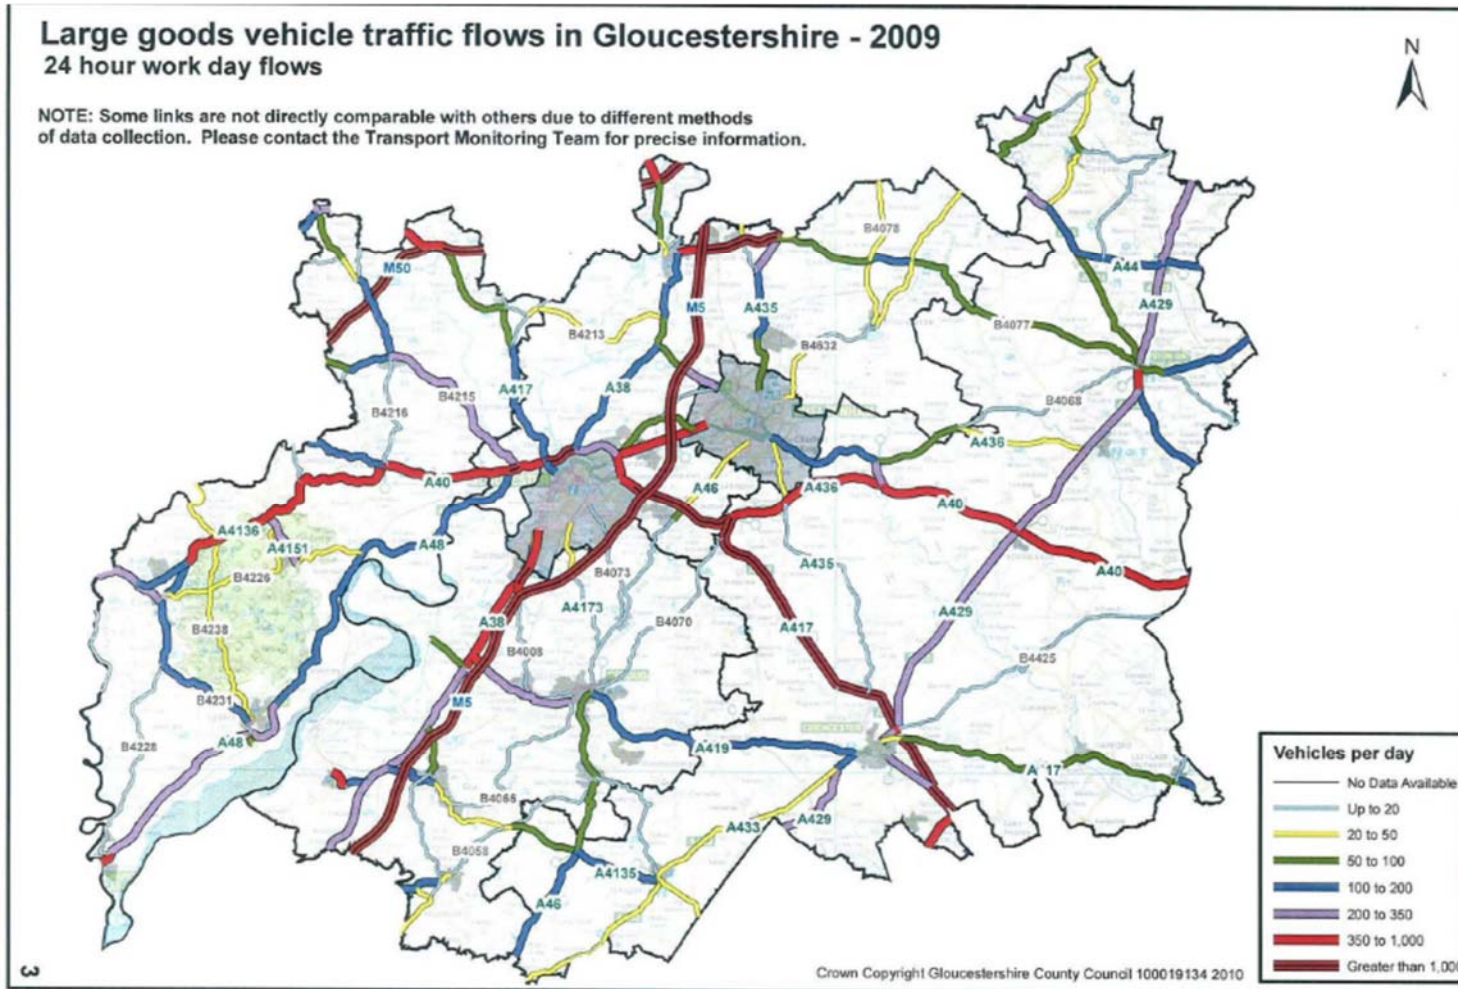 Large goods vehicle traffic flows in Gloucestershire - 2009
24 hour work day flows
N
NOTE: Some links are not directly comparable with others due to different methods
of data collection. Please contact the Transport Monitoring Team for precise information.
B4078
M50
A44
M5
A435
A429
B4213
B4077
B4632
A417
A38
B4215
B4216
B4068
A436
A40
A46
A436
A40
A4136
A4151
A48
B4226
B4073
A435
A40
A4173
A429
B4238
A38
B4070
A417
B4008
B4425
B4231
M5
A48
B4228
A419
A 17
B4066
A433
A429
B4058
A4135
A46
Vehicles per day
No Data Available
Up to 20
20 to 50
50 to 100
100 to 200
200 to 350
350 to 1,000
Greater than 1,00
3
Crown Copyright Gloucestershire County Council 100019134 2010